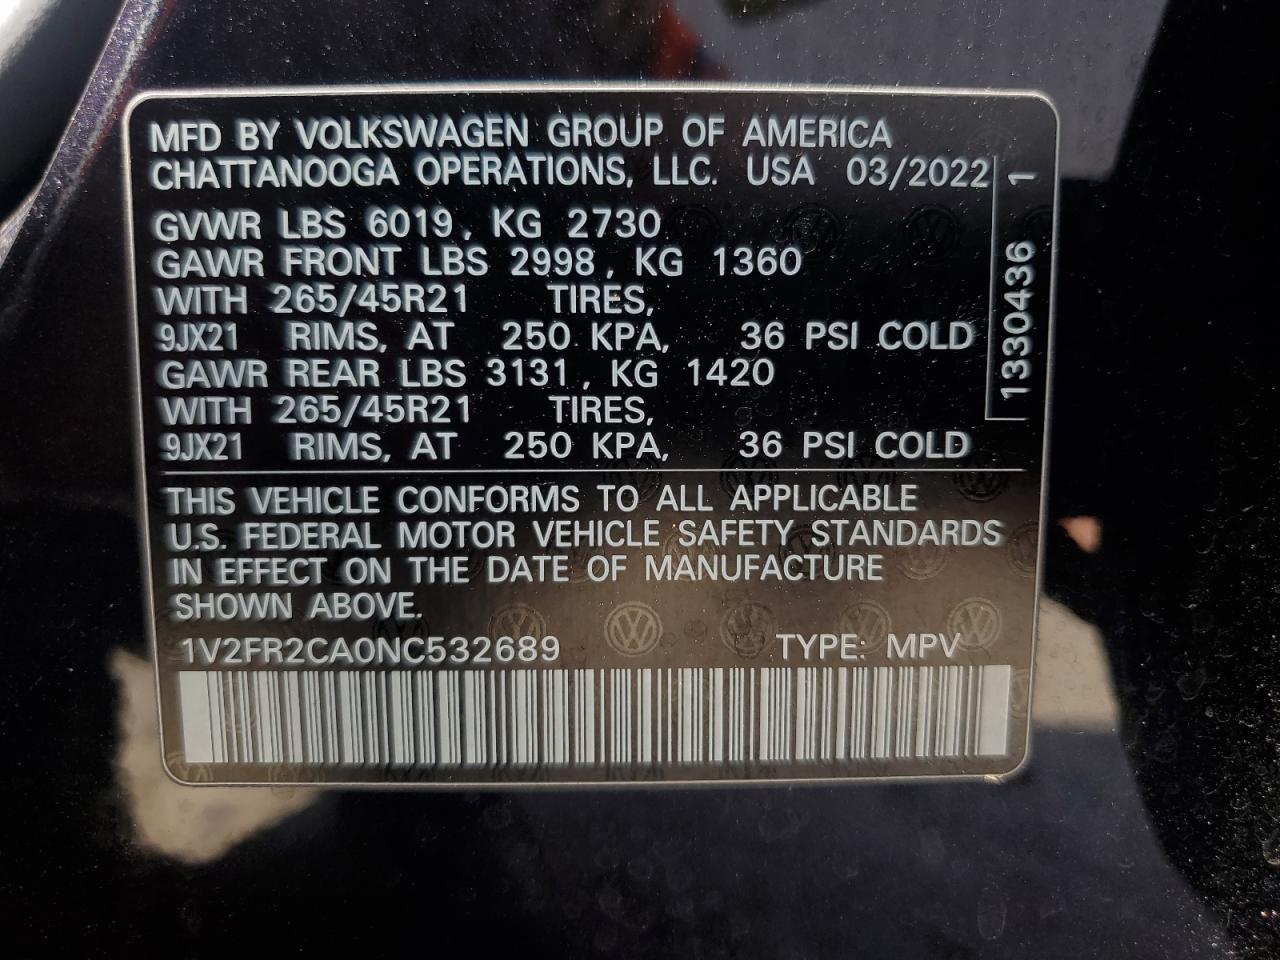 MFD BY VOLKSWAGEN GROUP OF AMERICA
CHATTANOOGA OPERATIONS, LLC. USA 03/2022
GVWR LBS 6019, KG 2730
GAWR FRONT LBS 2998, KG 1360
WITH 265/45R21 TIRES,
9JX21 RIMS, AT 250 KPA, 36 PSI COLD
GAWR REAR LBS 3131, KG 1420
WITH 265/45R21 TIRES,
9JX21 RIMS, AT 250 KPA, 36 PSI COLD
1330436 1
THIS VEHICLE CONFORMS TO ALL APPLICABLE
U.S. FEDERAL MOTOR VEHICLE SAFETY STANDARDS
IN EFFECT ON THE DATE OF MANUFACTURE
SHOWN ABOVE.
1V2FR2CA0NC532689 TYPE: MPV